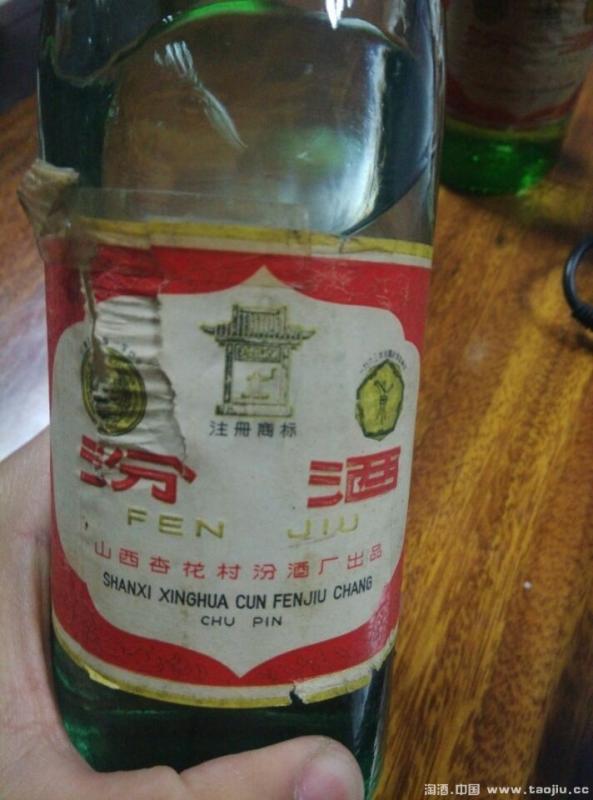 注册商标
汾酒
FEN JIU
山西杏花村汾酒厂出品
SHANXI XINGHUA CUN FENJIU CHANG
CHU PIN
淘酒.中国 www.taojiu.cc